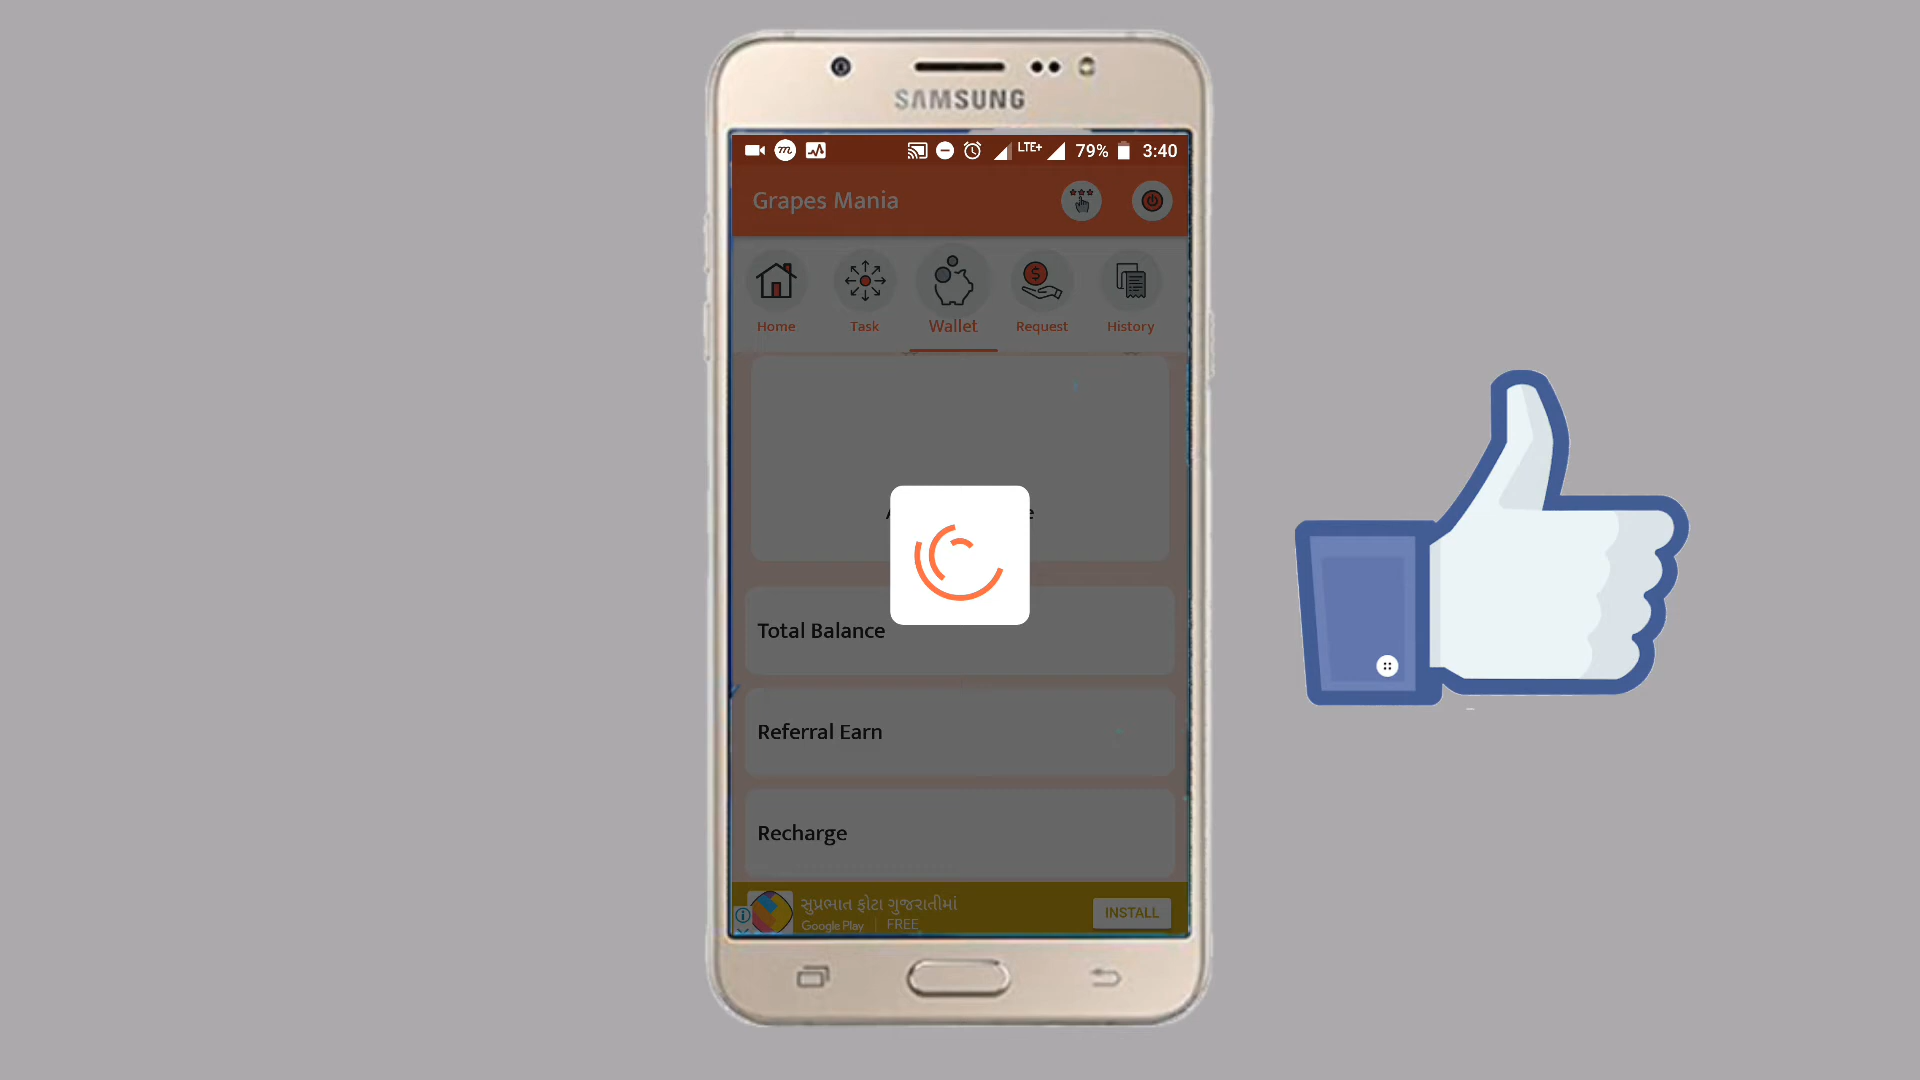 SAMSUNG
LTE+ 79% 3:40
Grapes Mania
Home Task Wallet Request History
Total Balance
Referral Earn
Recharge
સુપ્રભાત ફોટા ગુજરાતીમાં
Google Play | FREE
INSTALL